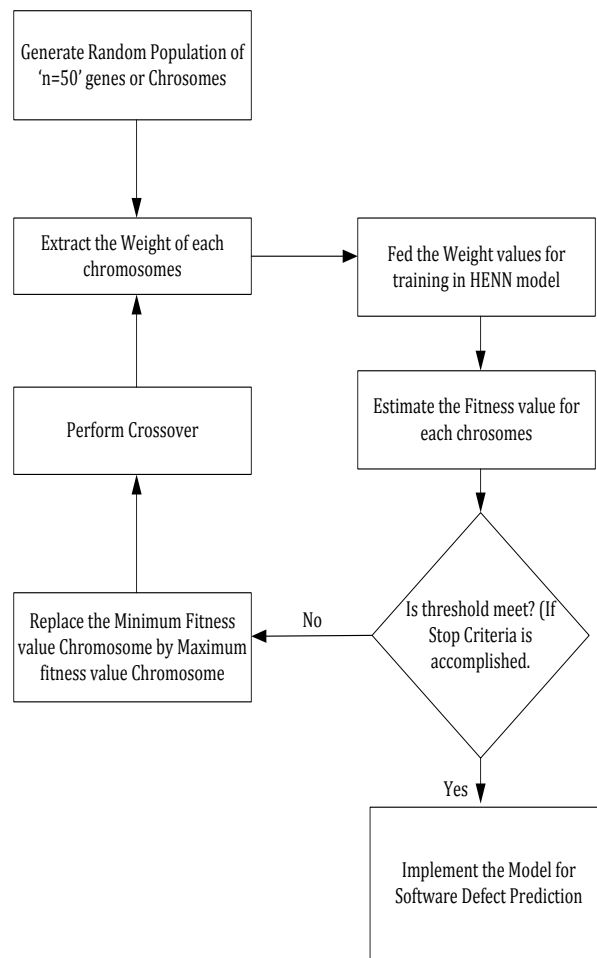 Generate Random Population of
‘n=50’ genes or Chrosomes
Extract the Weight of each
chromosomes
Fed the Weight values for
training in HENN model
Perform Crossover
Estimate the Fitness value for
each chrosomes
Replace the Minimum Fitness
value Chromosome by Maximum
fitness value Chromosome
No
Is threshold meet? (If
Stop Criteria is
accomplished.
Yes
Implement the Model for
Software Defect Prediction